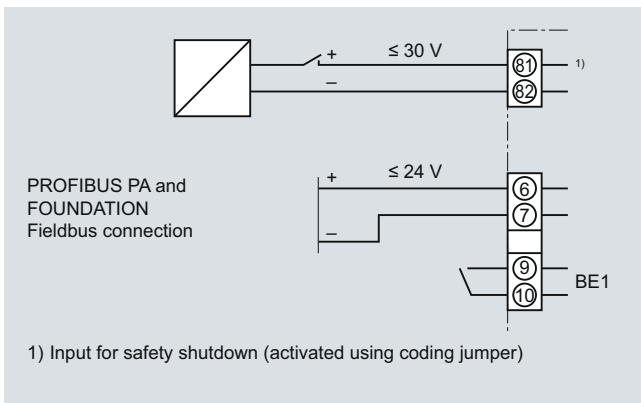 + ≤ 30 V 81 1)
– 82
PROFIBUS PA and
FOUNDATION
Fieldbus connection
+ ≤ 24 V 6
– 7
9
10
BE1
1) Input for safety shutdown (activated using coding jumper)